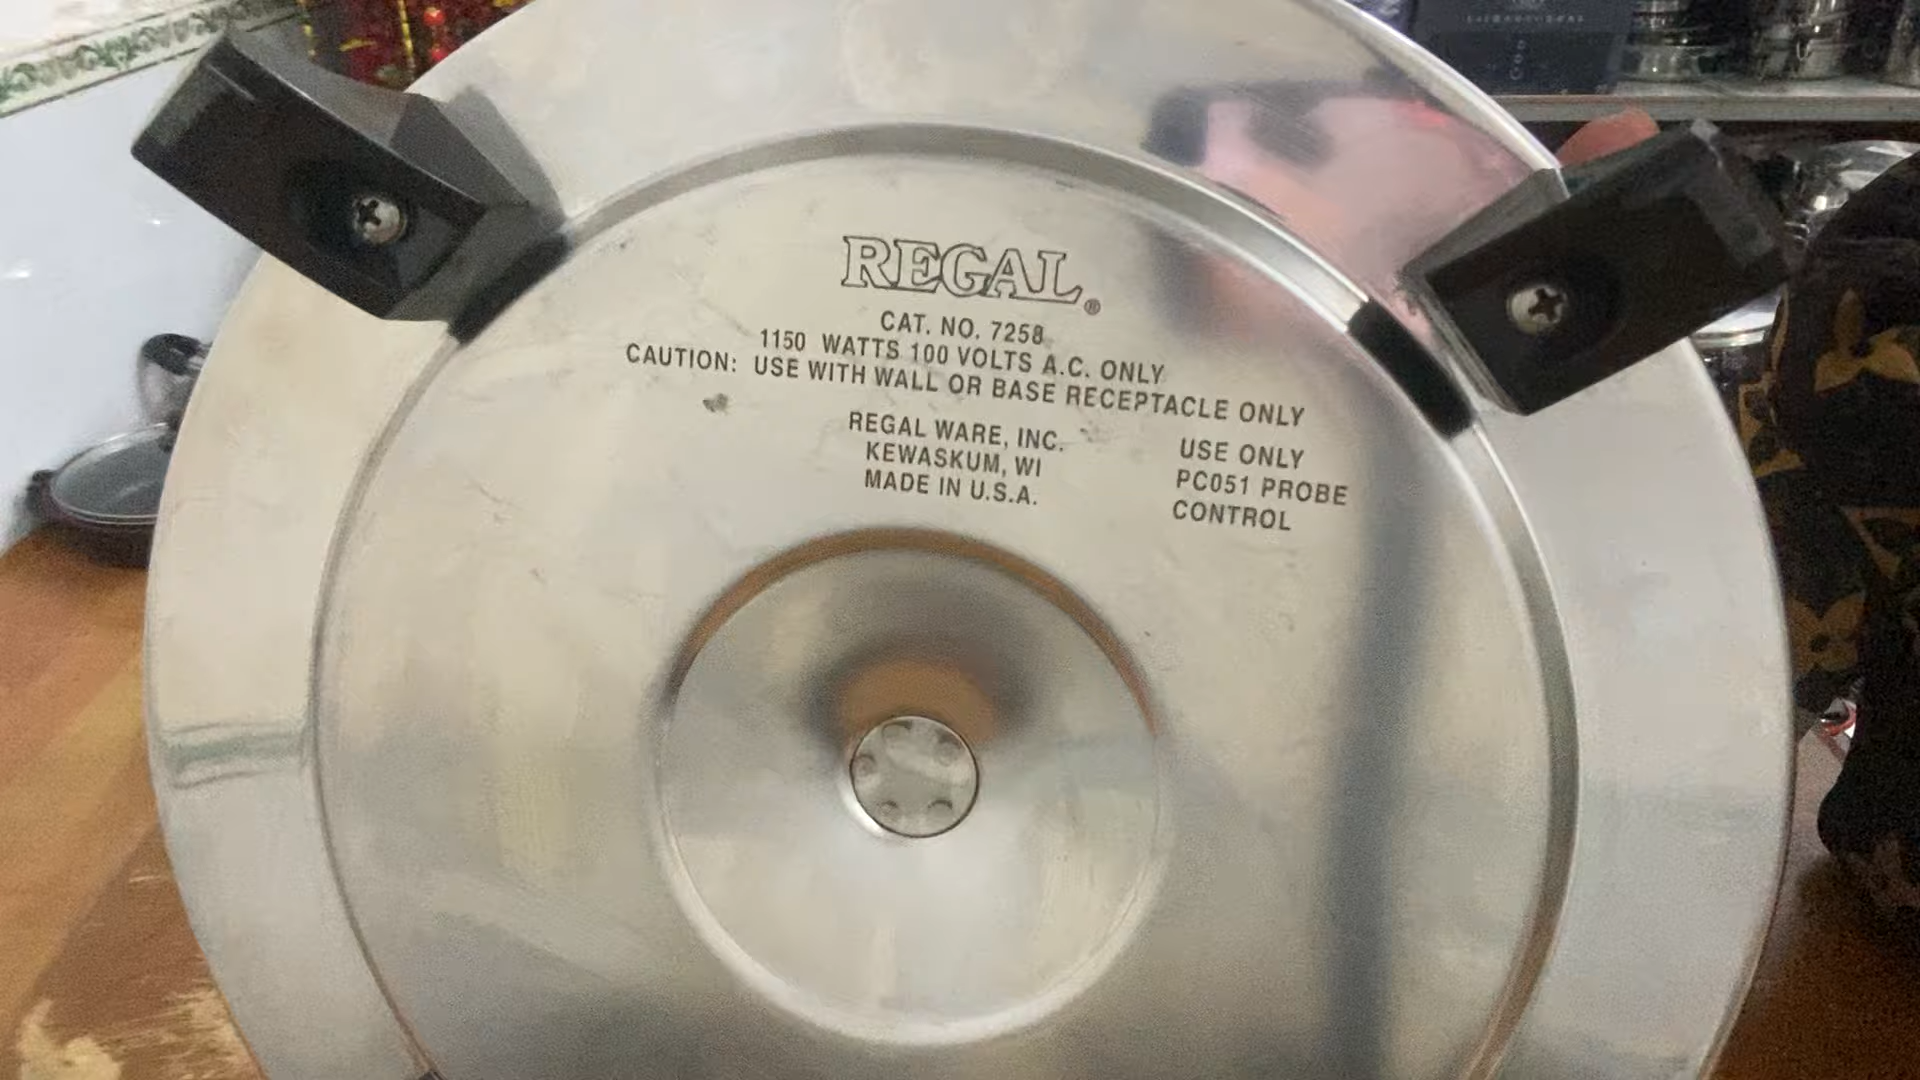 REGAL®
CAT. NO. 7258
1150 WATTS 100 VOLTS A.C. ONLY
CAUTION: USE WITH WALL OR BASE RECEPTACLE ONLY
REGAL WARE, INC.
KEWASKUM, WI
MADE IN U.S.A.
USE ONLY
PC051 PROBE
CONTROL